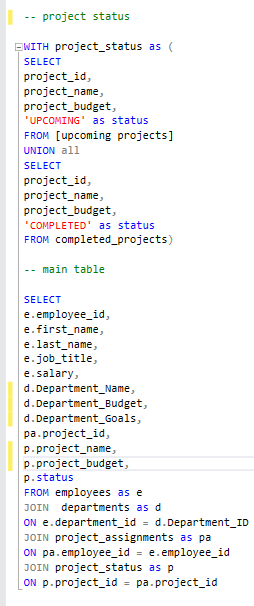 -- project status
WITH project_status as (
SELECT
project_id,
project_name,
project_budget,
'UPCOMING' as status
FROM [upcoming projects]
UNION all
SELECT
project_id,
project_name,
project_budget,
'COMPLETED' as status
FROM completed_projects)
-- main table
SELECT
e.employee_id,
e.first_name,
e.last_name,
e.job_title,
e.salary,
d.Department_Name,
d.Department_Budget,
d.Department_Goals,
pa.project_id,
p.project_name,
p.project_budget,
p.status
FROM employees as e
JOIN  departments as d
ON e.department_id = d.Department_ID
JOIN project_assignments as pa
ON pa.employee_id = e.employee_id
JOIN project_status as p
ON p.project_id = pa.project_id